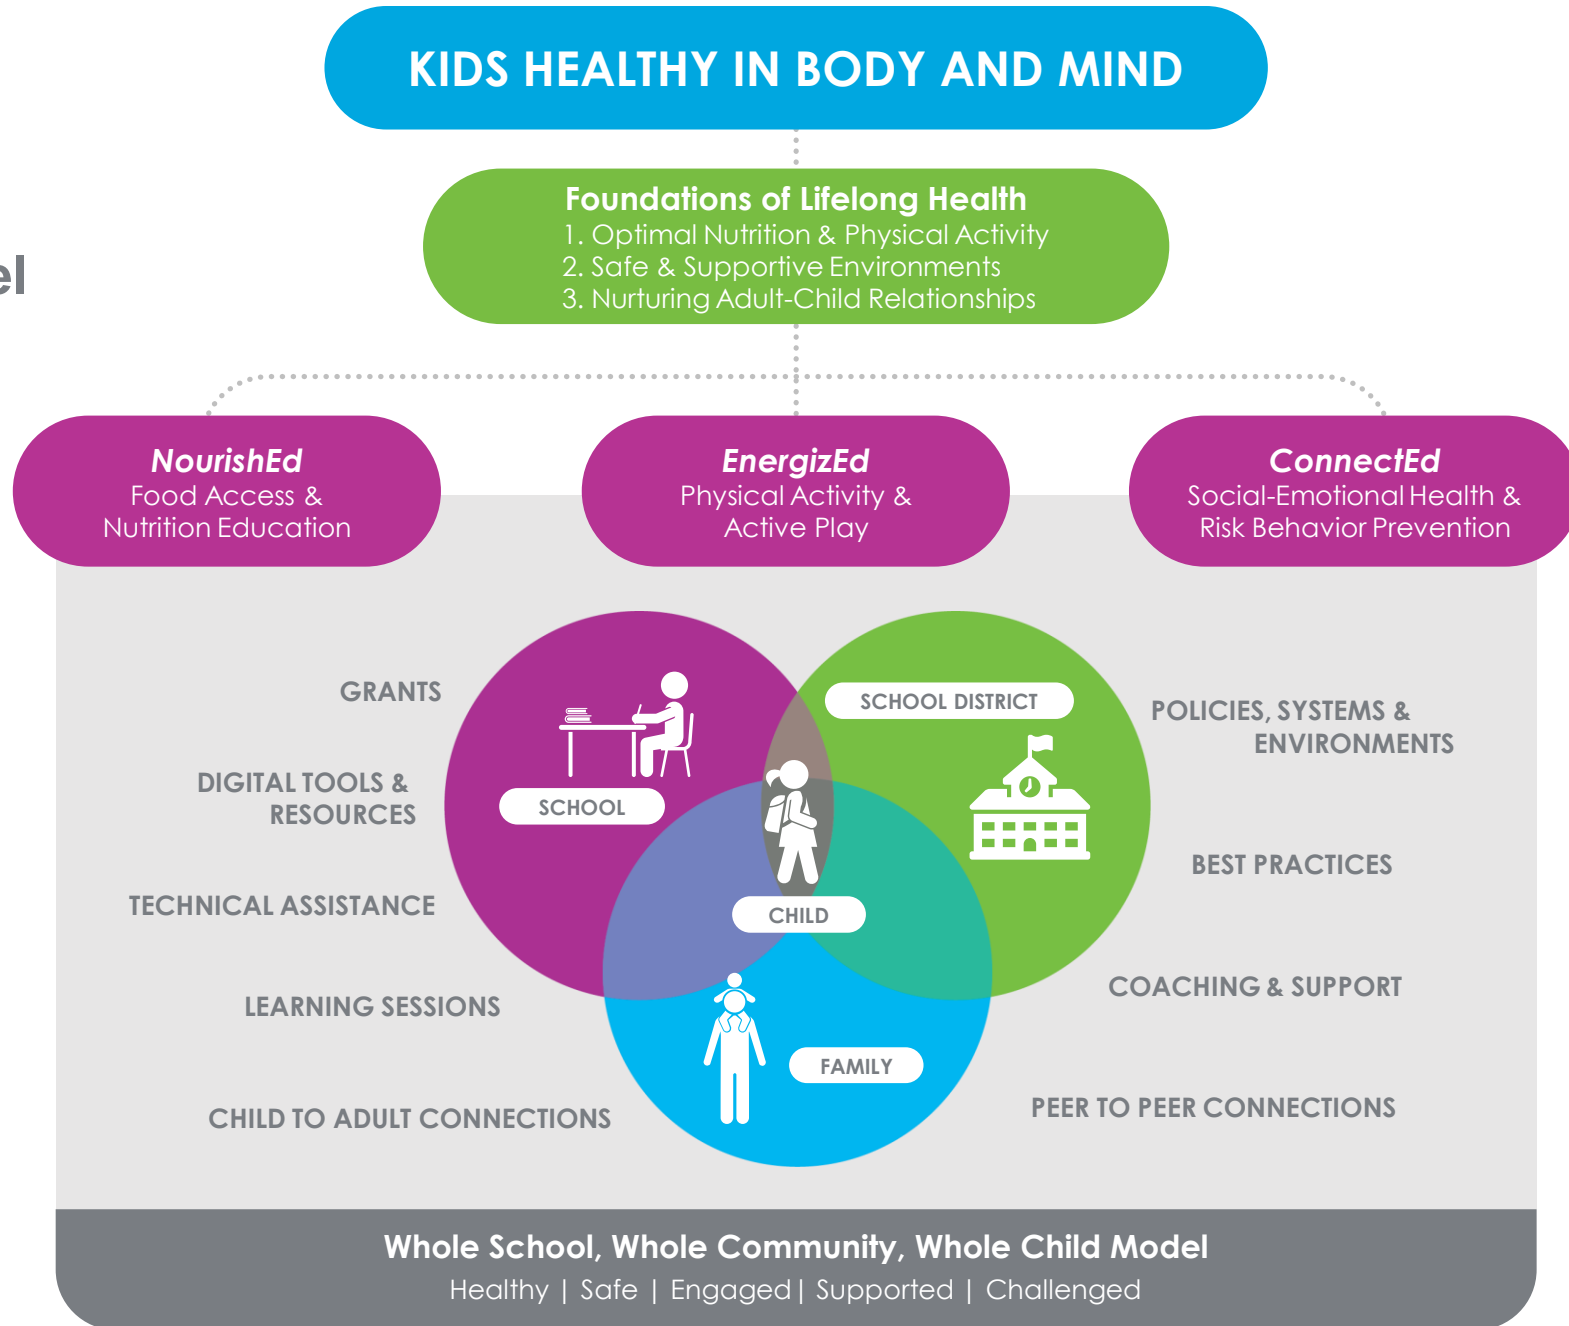 KIDS HEALTHY IN BODY AND MIND
Foundations of Lifelong Health
1. Optimal Nutrition & Physical Activity
2. Safe & Supportive Environments
3. Nurturing Adult-Child Relationships
NourishEd
Food Access &
Nutrition Education
EnergizEd
Physical Activity &
Active Play
ConnectEd
Social-Emotional Health &
Risk Behavior Prevention
GRANTS
DIGITAL TOOLS &
RESOURCES
TECHNICAL ASSISTANCE
LEARNING SESSIONS
CHILD TO ADULT CONNECTIONS
SCHOOL
SCHOOL DISTRICT
CHILD
FAMILY
POLICIES, SYSTEMS &
ENVIRONMENTS
BEST PRACTICES
COACHING & SUPPORT
PEER TO PEER CONNECTIONS
Whole School, Whole Community, Whole Child Model
Healthy | Safe | Engaged| Supported | Challenged